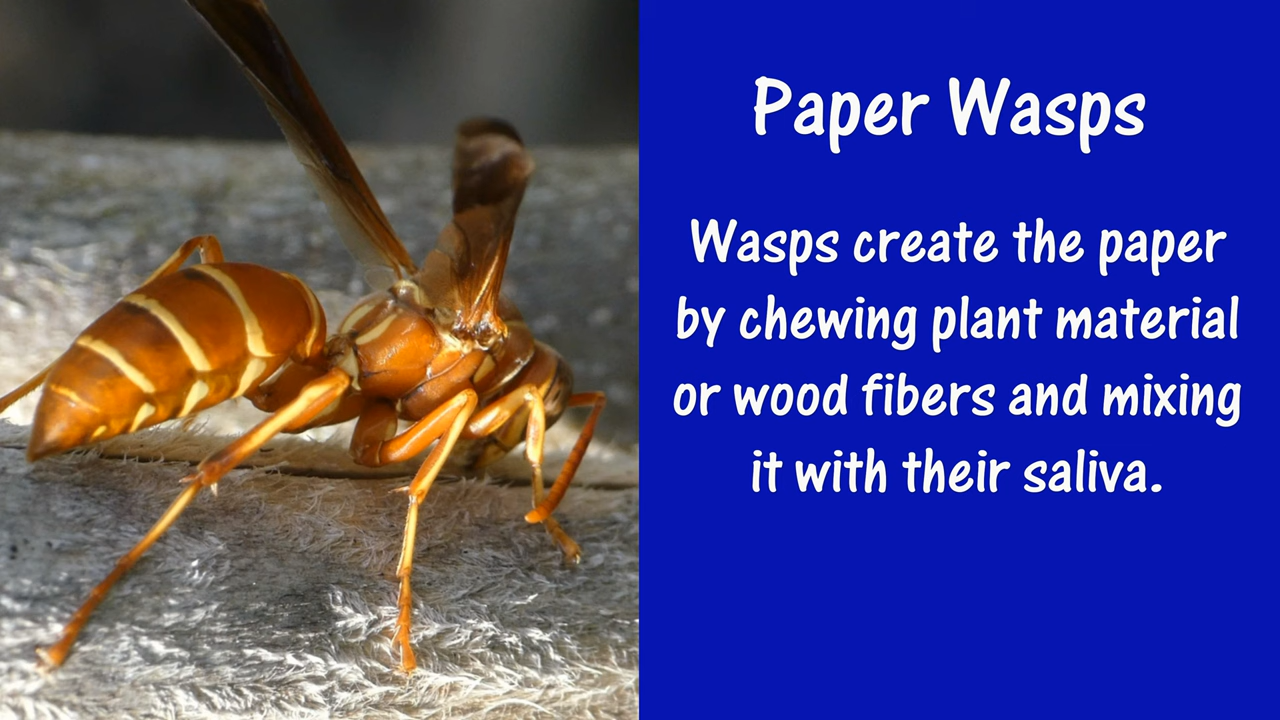 Paper Wasps
Wasps create the paper
by chewing plant material
or wood fibers and mixing
it with their saliva.